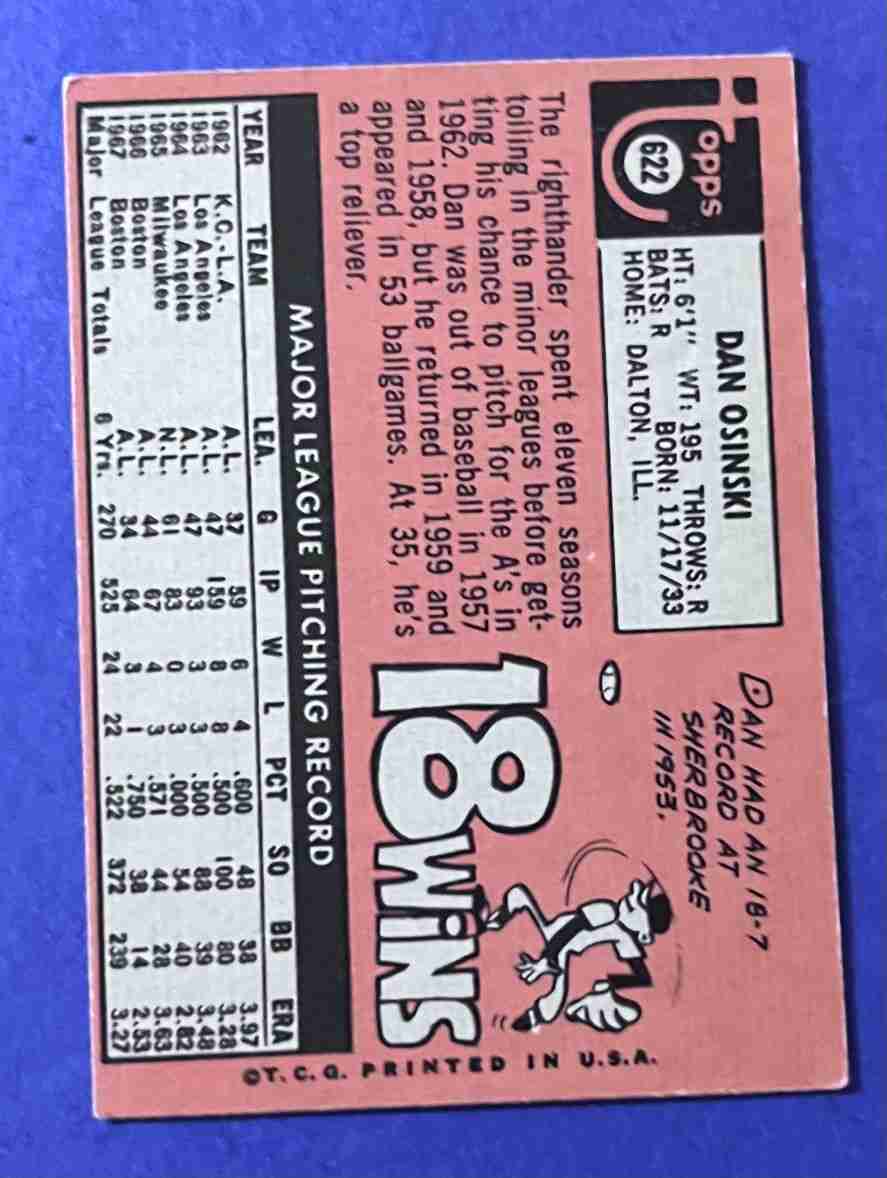 Topps
622
DAN OSINSKI
HT: 6'1" WT: 195 THROWS: R
BATS: R BORN: 11/17/33
HOME: DALTON, ILL.
DAN HAD AN 18-7
RECORD AT
SHERBROOKE
IN 1953.
18 WINS
The righthander spent eleven seasons
toiling in the minor leagues before get-
ting his chance to pitch for the A's in
1962. Dan was out of baseball in 1957
and 1958, but he returned in 1959 and
appeared in 53 ballgames. At 35, he's
a top reliever.
MAJOR LEAGUE PITCHING RECORD
YEAR TEAM LEA. G IP W L PCT SO BB ERA
1962 K.C.-L.A. A.L. 37 59 6 4 .600 48 38 3.97
1963 Los Angeles A.L. 47 159 8 8 .500 100 80 3.28
1964 Los Angeles A.L. 47 93 3 3 .500 88 39 3.48
1965 Milwaukee N.L. 61 83 0 3 .000 54 40 2.82
1966 Boston A.L. 44 67 4 3 .571 44 28 3.63
1967 Boston A.L. 34 64 3 1 .750 38 14 2.53
Major League Totals 6 Yrs. 270 525 24 22 .522 372 239 3.27
©T.C.G. PRINTED IN U.S.A.